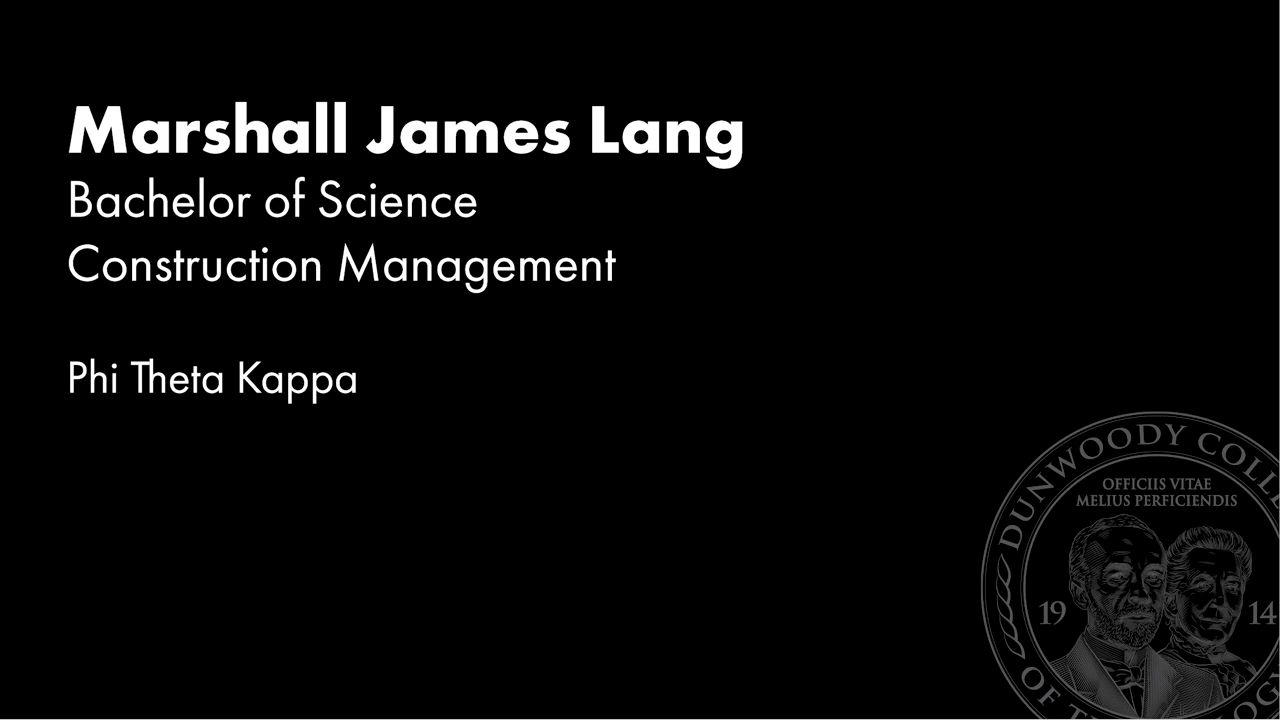 Marshall James Lang
Bachelor of Science
Construction Management
Phi Theta Kappa
DUNWOODY COLLE
OFFICIIS VITAE
MELIUS PERFICIENDIS
19 14
OF